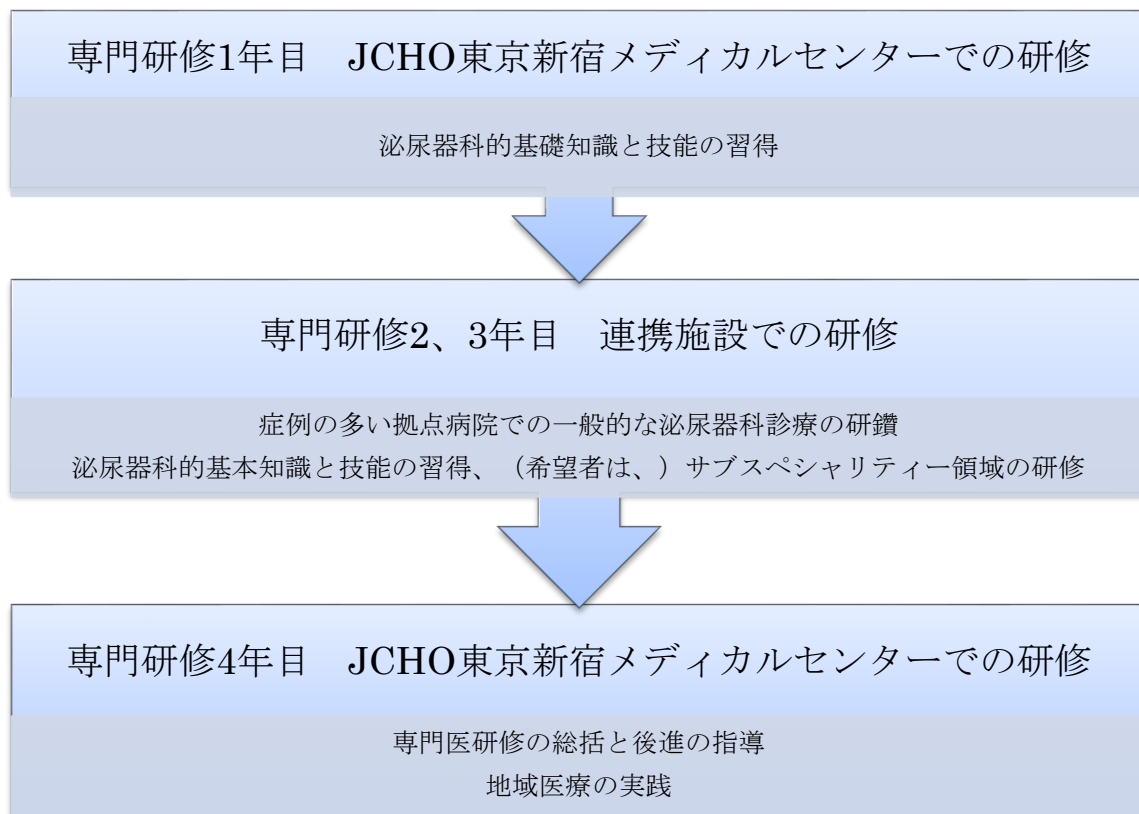 専門研修1年目　JCHO東京新宿メディカルセンターでの研修
泌尿器科的基礎知識と技能の習得
専門研修2、3年目　連携施設での研修
症例の多い拠点病院での一般的な泌尿器科診療の研鑽
泌尿器科的基本知識と技能の習得、（希望者は、）サブスペシャリティー領域の研修
専門研修4年目　JCHO東京新宿メディカルセンターでの研修
専門医研修の総括と後進の指導
地域医療の実践